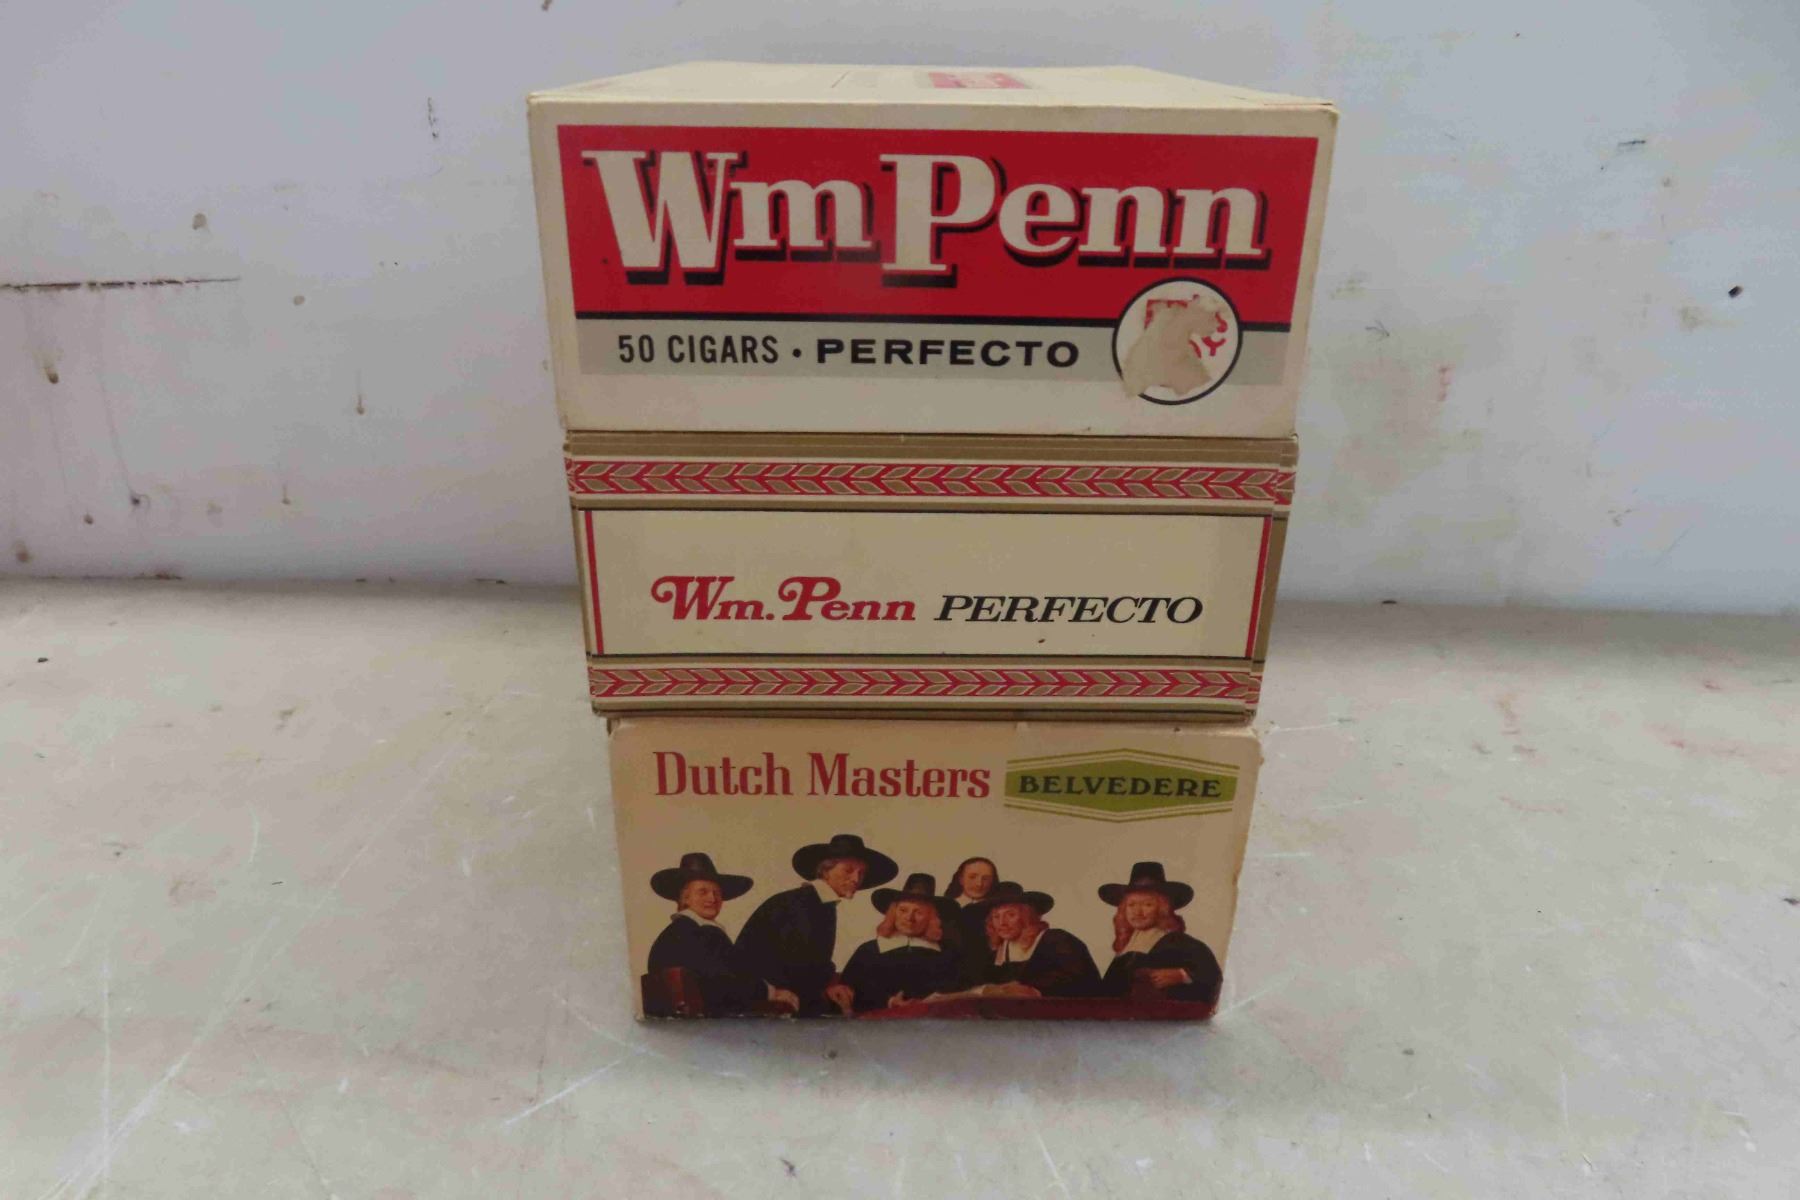 Wm Penn
50 CIGARS • PERFECTO
Wm. Penn PERFECTO
Dutch Masters BELVEDERE